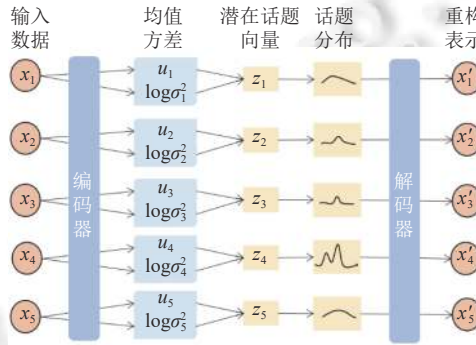 输入 均值 潜在话题 话题 重构
数据 方差 向量 分布 表示
x₁ u₁ z₁ x₁′
logσ₁²
x₂ u₂ z₂ x₂′
logσ₂²
编码器 解码器
x₃ u₃ z₃ x₃′
logσ₃²
x₄ u₄ z₄ x₄′
logσ₄²
x₅ u₅ z₅ x₅′
logσ₅²